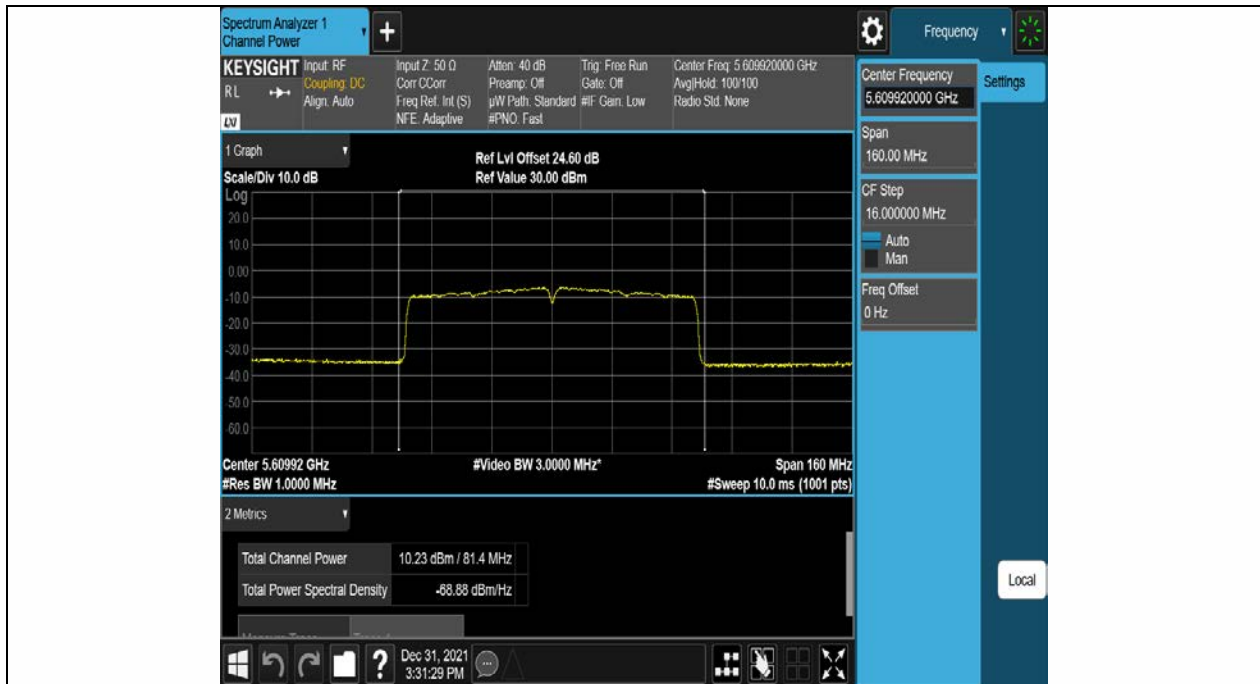 Spectrum Analyzer 1
Channel Power
+
Frequency
KEYSIGHT
RL
LXI
Input: RF
Coupling: DC
Align: Auto
Input Z: 50 Ω
Corr CCorr
Freq Ref: Int (S)
NFE: Adaptive
Atten: 40 dB
Preamp: Off
µW Path: Standard
#PNO: Fast
Trig: Free Run
Gate: Off
#IF Gain: Low
Center Freq: 5.609920000 GHz
Avg|Hold: 100/100
Radio Std: None
Center Frequency
5.609920000 GHz
Settings
Span
160.00 MHz
CF Step
16.000000 MHz
Auto
Man
Freq Offset
0 Hz
Local
1 Graph
Scale/Div 10.0 dB
Ref Lvl Offset 24.60 dB
Ref Value 30.00 dBm
Log
20.0
10.0
0.00
-10.0
-20.0
-30.0
-40.0
-50.0
-60.0
Center 5.60992 GHz
#Res BW 1.0000 MHz
#Video BW 3.0000 MHz*
Span 160 MHz
#Sweep 10.0 ms (1001 pts)
2 Metrics
Total Channel Power 10.23 dBm / 81.4 MHz
Total Power Spectral Density -68.88 dBm/Hz
?
Dec 31, 2021
3:31:29 PM